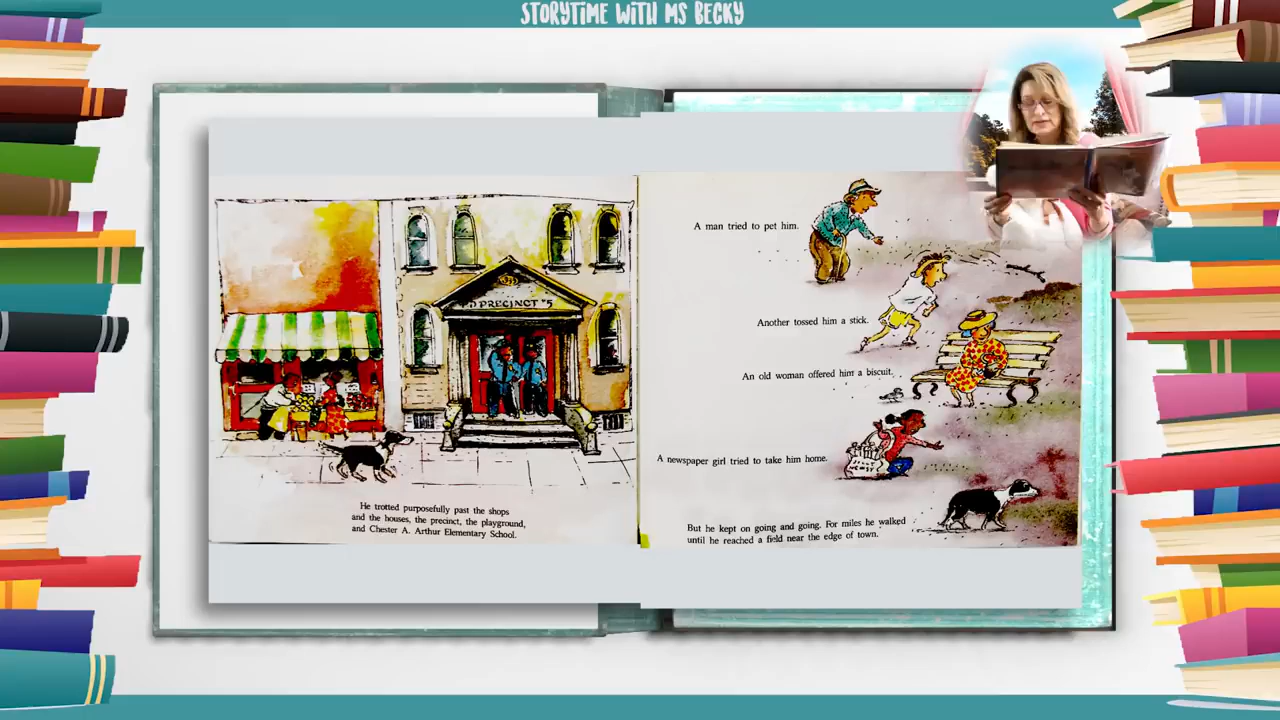 STORYTIME WITH MS BECKY
PRECINCT #5
He trotted purposefully past the shops
and the houses, the precinct, the playground,
and Chester A. Arthur Elementary School.
A man tried to pet him.
Another tossed him a stick.
An old woman offered him a biscuit.
A newspaper girl tried to take him home.
But he kept on going and going. For miles he walked
until he reached a field near the edge of town.